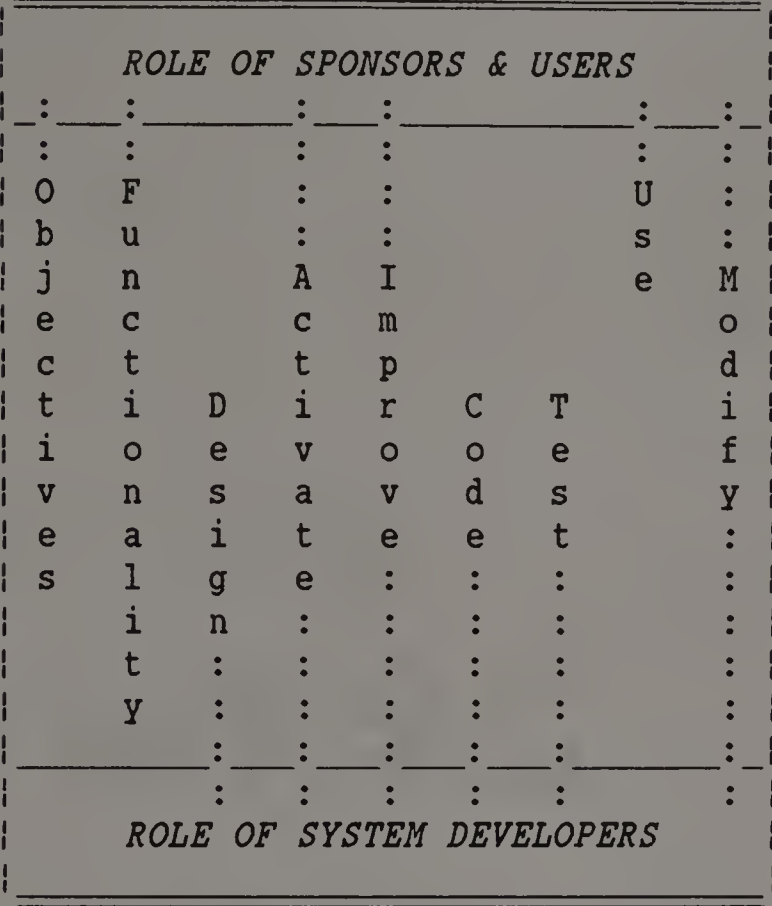 ROLE OF SPONSORS & USERS
Objectives
Functionality
Design
Activate
Improve
Code
Test
Use
Modify
ROLE OF SYSTEM DEVELOPERS